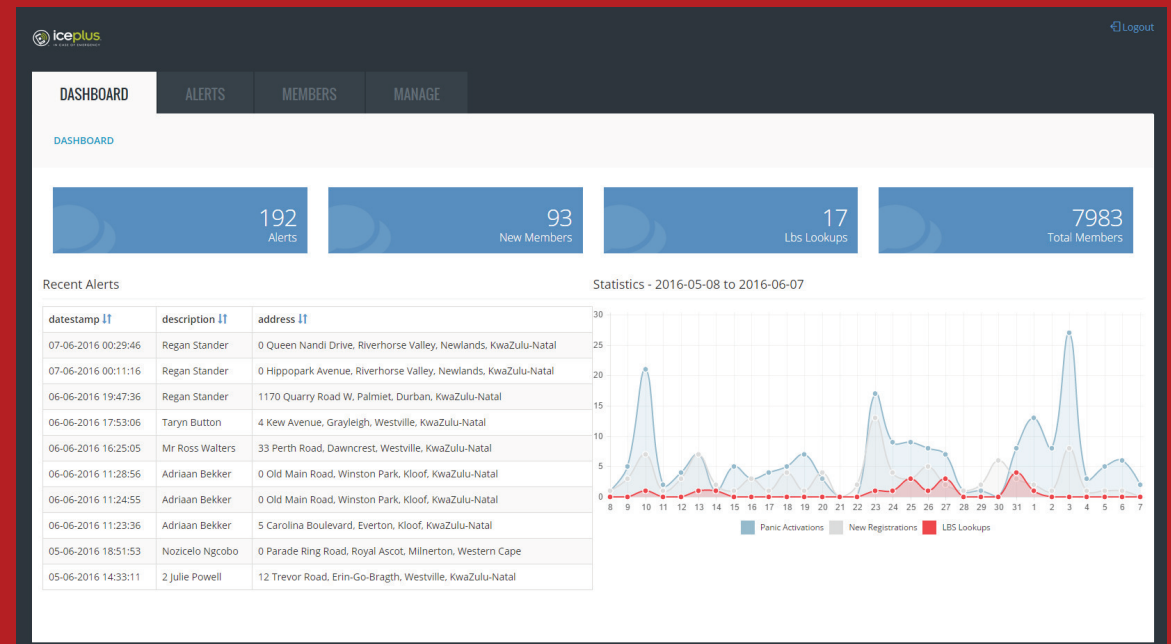 iceplus
IN CASE OF EMERGENCY
Logout
DASHBOARD ALERTS MEMBERS MANAGE
DASHBOARD
192
Alerts
93
New Members
17
Lbs Lookups
7983
Total Members
Recent Alerts
datestamp description address
07-06-2016 00:29:46 Regan Stander 0 Queen Nandi Drive, Riverhorse Valley, Newlands, KwaZulu-Natal
07-06-2016 00:11:16 Regan Stander 0 Hippopark Avenue, Riverhorse Valley, Newlands, KwaZulu-Natal
06-06-2016 19:47:36 Regan Stander 1170 Quarry Road W, Palmiet, Durban, KwaZulu-Natal
06-06-2016 17:53:06 Taryn Button 4 Kew Avenue, Grayleigh, Westville, KwaZulu-Natal
06-06-2016 16:25:05 Mr Ross Walters 33 Perth Road, Dawncrest, Westville, KwaZulu-Natal
06-06-2016 11:28:56 Adriaan Bekker 0 Old Main Road, Winston Park, Kloof, KwaZulu-Natal
06-06-2016 11:24:55 Adriaan Bekker 0 Old Main Road, Winston Park, Kloof, KwaZulu-Natal
06-06-2016 11:23:36 Adriaan Bekker 5 Carolina Boulevard, Everton, Kloof, KwaZulu-Natal
05-06-2016 18:51:53 Nozicelo Ngcobo 0 Parade Ring Road, Royal Ascot, Milnerton, Western Cape
05-06-2016 14:33:11 2 Julie Powell 12 Trevor Road, Erin-Go-Bragth, Westville, KwaZulu-Natal
Statistics - 2016-05-08 to 2016-06-07
30
25
20
15
10
5
0
8 9 10 11 12 13 14 15 16 17 18 19 20 21 22 23 24 25 26 27 28 29 30 31 1 2 3 4 5 6 7
Panic Activations New Registrations LBS Lookups